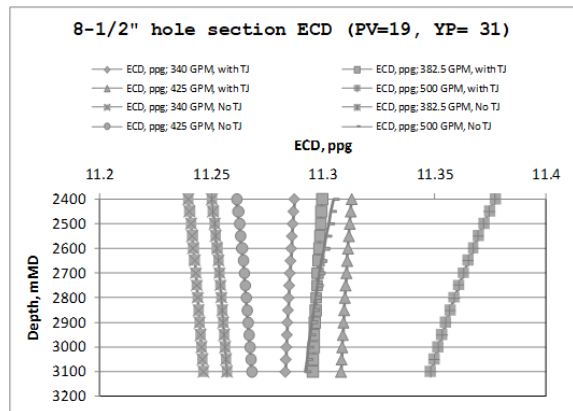 8-1/2" hole section ECD (PV=19, YP= 31)
ECD, ppg; 340 GPM, with TJ
ECD, ppg; 382.5 GPM, with TJ
ECD, ppg; 425 GPM, with TJ
ECD, ppg; 500 GPM, with TJ
ECD, ppg; 340 GPM, No TJ
ECD, ppg; 382.5 GPM, No TJ
ECD, ppg; 425 GPM, No TJ
ECD, ppg; 500 GPM, No TJ
ECD, ppg
11.2 11.25 11.3 11.35 11.4
2400
2500
2600
2700
2800
2900
3000
3100
3200
Depth, mMD